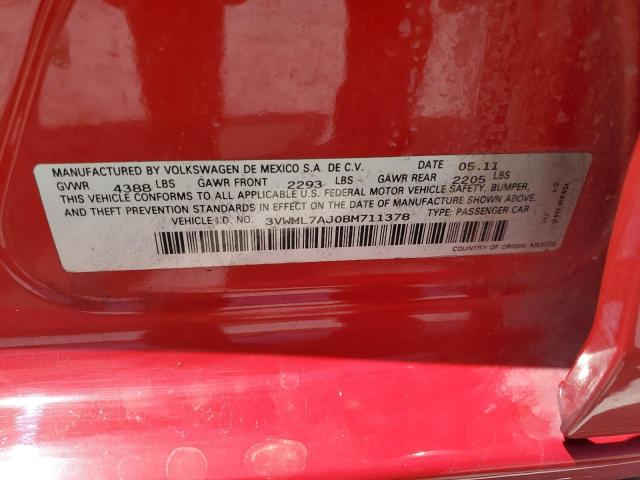 MANUFACTURED BY VOLKSWAGEN DE MEXICO S.A. DE C.V. DATE 05.11
GVWR 4388 LBS GAWR FRONT 2293 LBS GAWR REAR 2205 LBS
THIS VEHICLE CONFORMS TO ALL APPLICABLE U.S. FEDERAL MOTOR VEHICLE SAFETY, BUMPER,
AND THEFT PREVENTION STANDARDS IN EFFECT ON THE DATE OF MANUFACTURE SHOWN ABOVE.
VEHICLE I.D. NO. 3VWML7AJ0BM711378 TYPE: PASSENGER CAR
COUNTRY OF ORIGIN: MEXICO